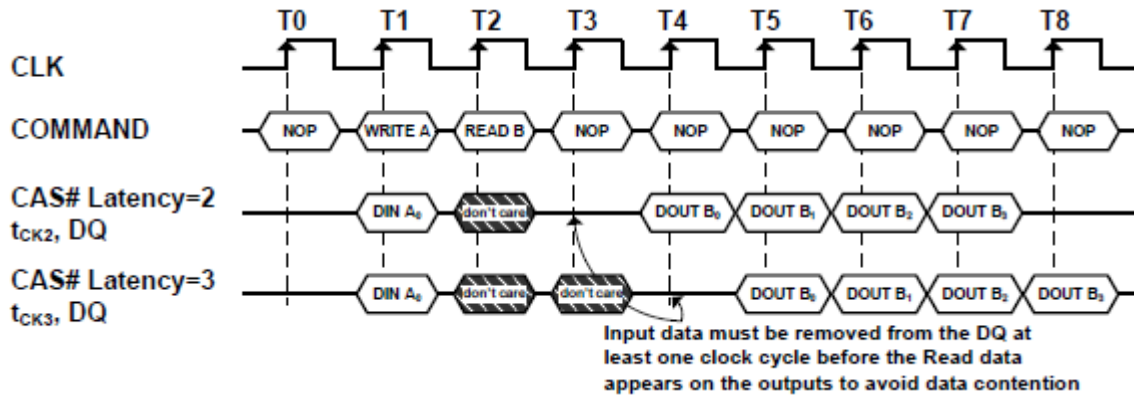 T0 T1 T2 T3 T4 T5 T6 T7 T8
CLK
COMMAND NOP WRITE A READ B NOP NOP NOP NOP NOP NOP
CAS# Latency=2
tCK2, DQ DIN A0 don't care DOUT B0 DOUT B1 DOUT B2 DOUT B3
CAS# Latency=3
tCK3, DQ DIN A0 don't care don't care DOUT B0 DOUT B1 DOUT B2 DOUT B3
Input data must be removed from the DQ at
least one clock cycle before the Read data
appears on the outputs to avoid data contention